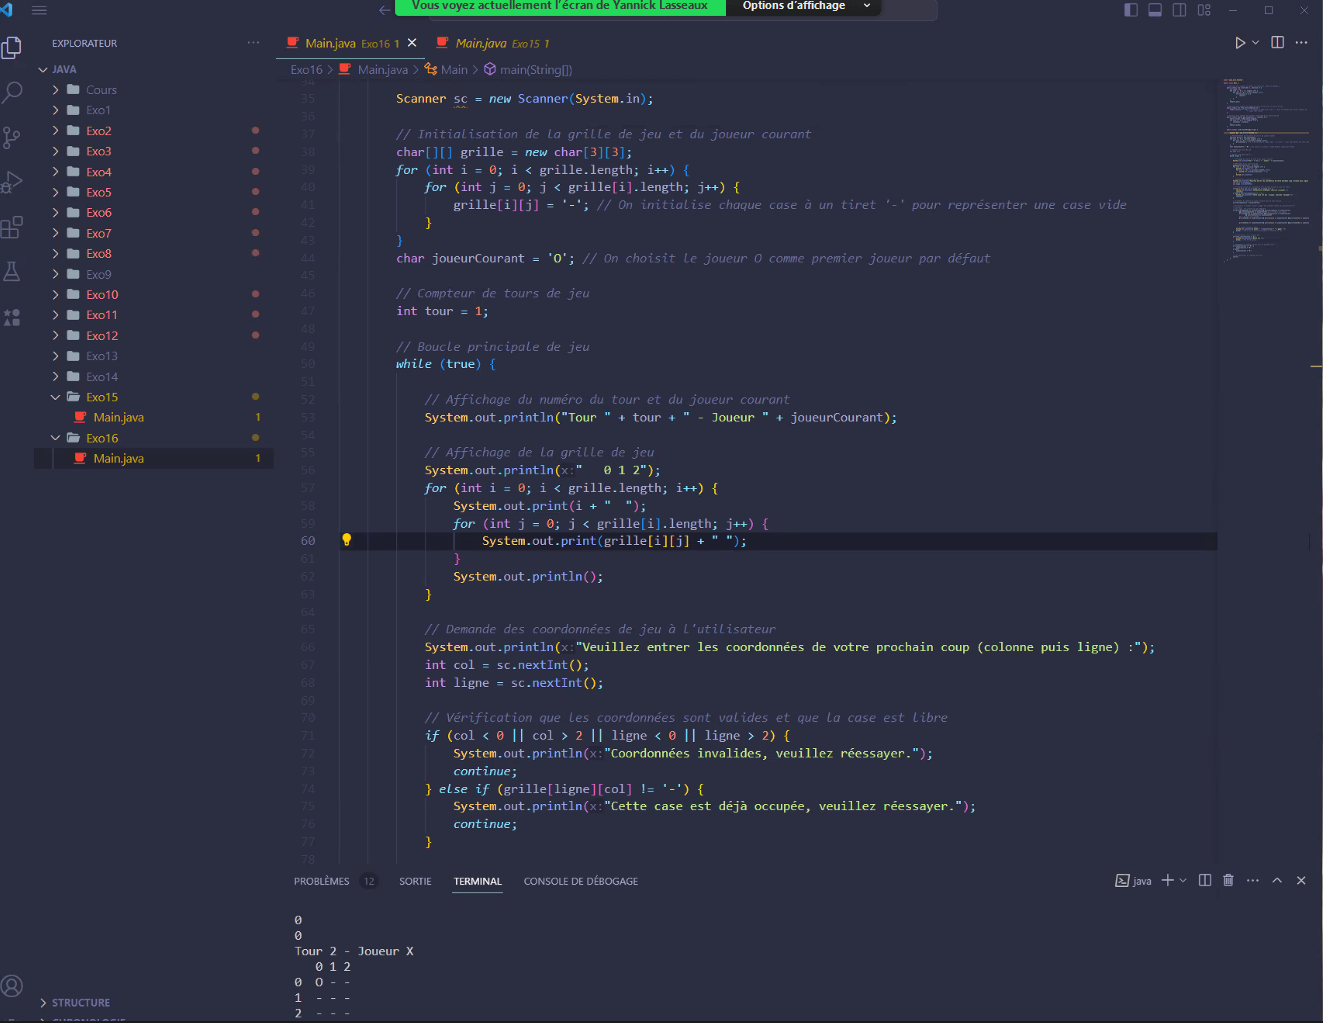 Vous voyez actuellement l'écran de Yannick Lasseaux
Options d'affichage
EXPLORATEUR
JAVA
Cours
Exo1
Exo2
Exo3
Exo4
Exo5
Exo6
Exo7
Exo8
Exo9
Exo10
Exo11
Exo12
Exo13
Exo14
Exo15
Main.java 1
Exo16
Main.java 1
STRUCTURE
Main.java Exo16 1
Main.java Exo15 1
Exo16 > Main.java > Main > main(String[])
34
35 Scanner sc = new Scanner(System.in);
36
37 // Initialisation de la grille de jeu et du joueur courant
38 char[][] grille = new char[3][3];
39 for (int i = 0; i < grille.length; i++) {
40 for (int j = 0; j < grille[i].length; j++) {
41 grille[i][j] = '-'; // On initialise chaque case à un tiret '-' pour représenter une case vide
42 }
43 }
44 char joueurCourant = 'O'; // On choisit le joueur O comme premier joueur par défaut
45
46 // Compteur de tours de jeu
47 int tour = 1;
48
49 // Boucle principale de jeu
50 while (true) {
51
52 // Affichage du numéro du tour et du joueur courant
53 System.out.println("Tour " + tour + " - Joueur " + joueurCourant);
54
55 // Affichage de la grille de jeu
56 System.out.println(x:"   0 1 2");
57 for (int i = 0; i < grille.length; i++) {
58 System.out.print(i + "  ");
59 for (int j = 0; j < grille[i].length; j++) {
60 System.out.print(grille[i][j] + " ");
61 }
62 System.out.println();
63 }
64
65 // Demande des coordonnées de jeu à l'utilisateur
66 System.out.println(x:"Veuillez entrer les coordonnées de votre prochain coup (colonne puis ligne) :");
67 int col = sc.nextInt();
68 int ligne = sc.nextInt();
69
70 // Vérification que les coordonnées sont valides et que la case est libre
71 if (col < 0 || col > 2 || ligne < 0 || ligne > 2) {
72 System.out.println(x:"Coordonnées invalides, veuillez réessayer.");
73 continue;
74 } else if (grille[ligne][col] != '-') {
75 System.out.println(x:"Cette case est déjà occupée, veuillez réessayer.");
76 continue;
77 }
78
PROBLÈMES 12 SORTIE TERMINAL CONSOLE DE DÉBOGAGE java
0
0
Tour 2 - Joueur X
   0 1 2
0  O - -
1  - - -
2  - - -